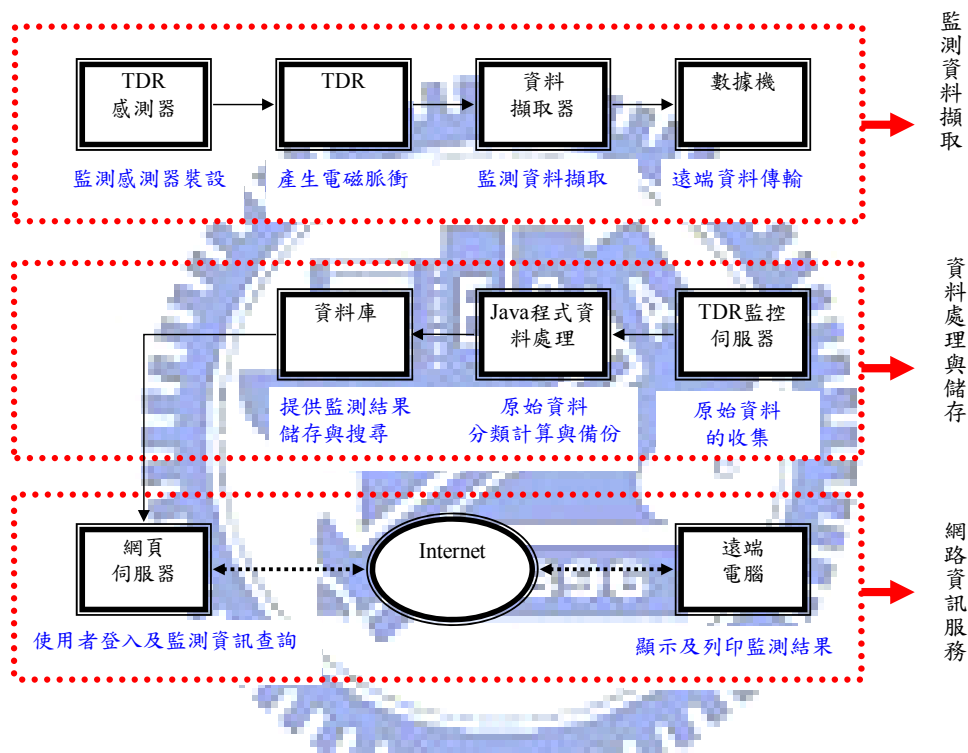 TDR
感測器
TDR
資料
擷取器
數據機
監測感測器裝設
產生電磁脈衝
監測資料擷取
遠端資料傳輸
監測資料擷取
資料庫
Java程式資
料處理
TDR監控
伺服器
提供監測結果
儲存與搜尋
原始資料
分類計算與備份
原始資料
的收集
資料處理與儲存
網頁
伺服器
Internet
遠端
電腦
使用者登入及監測資訊查詢
顯示及列印監測結果
網路資訊服務